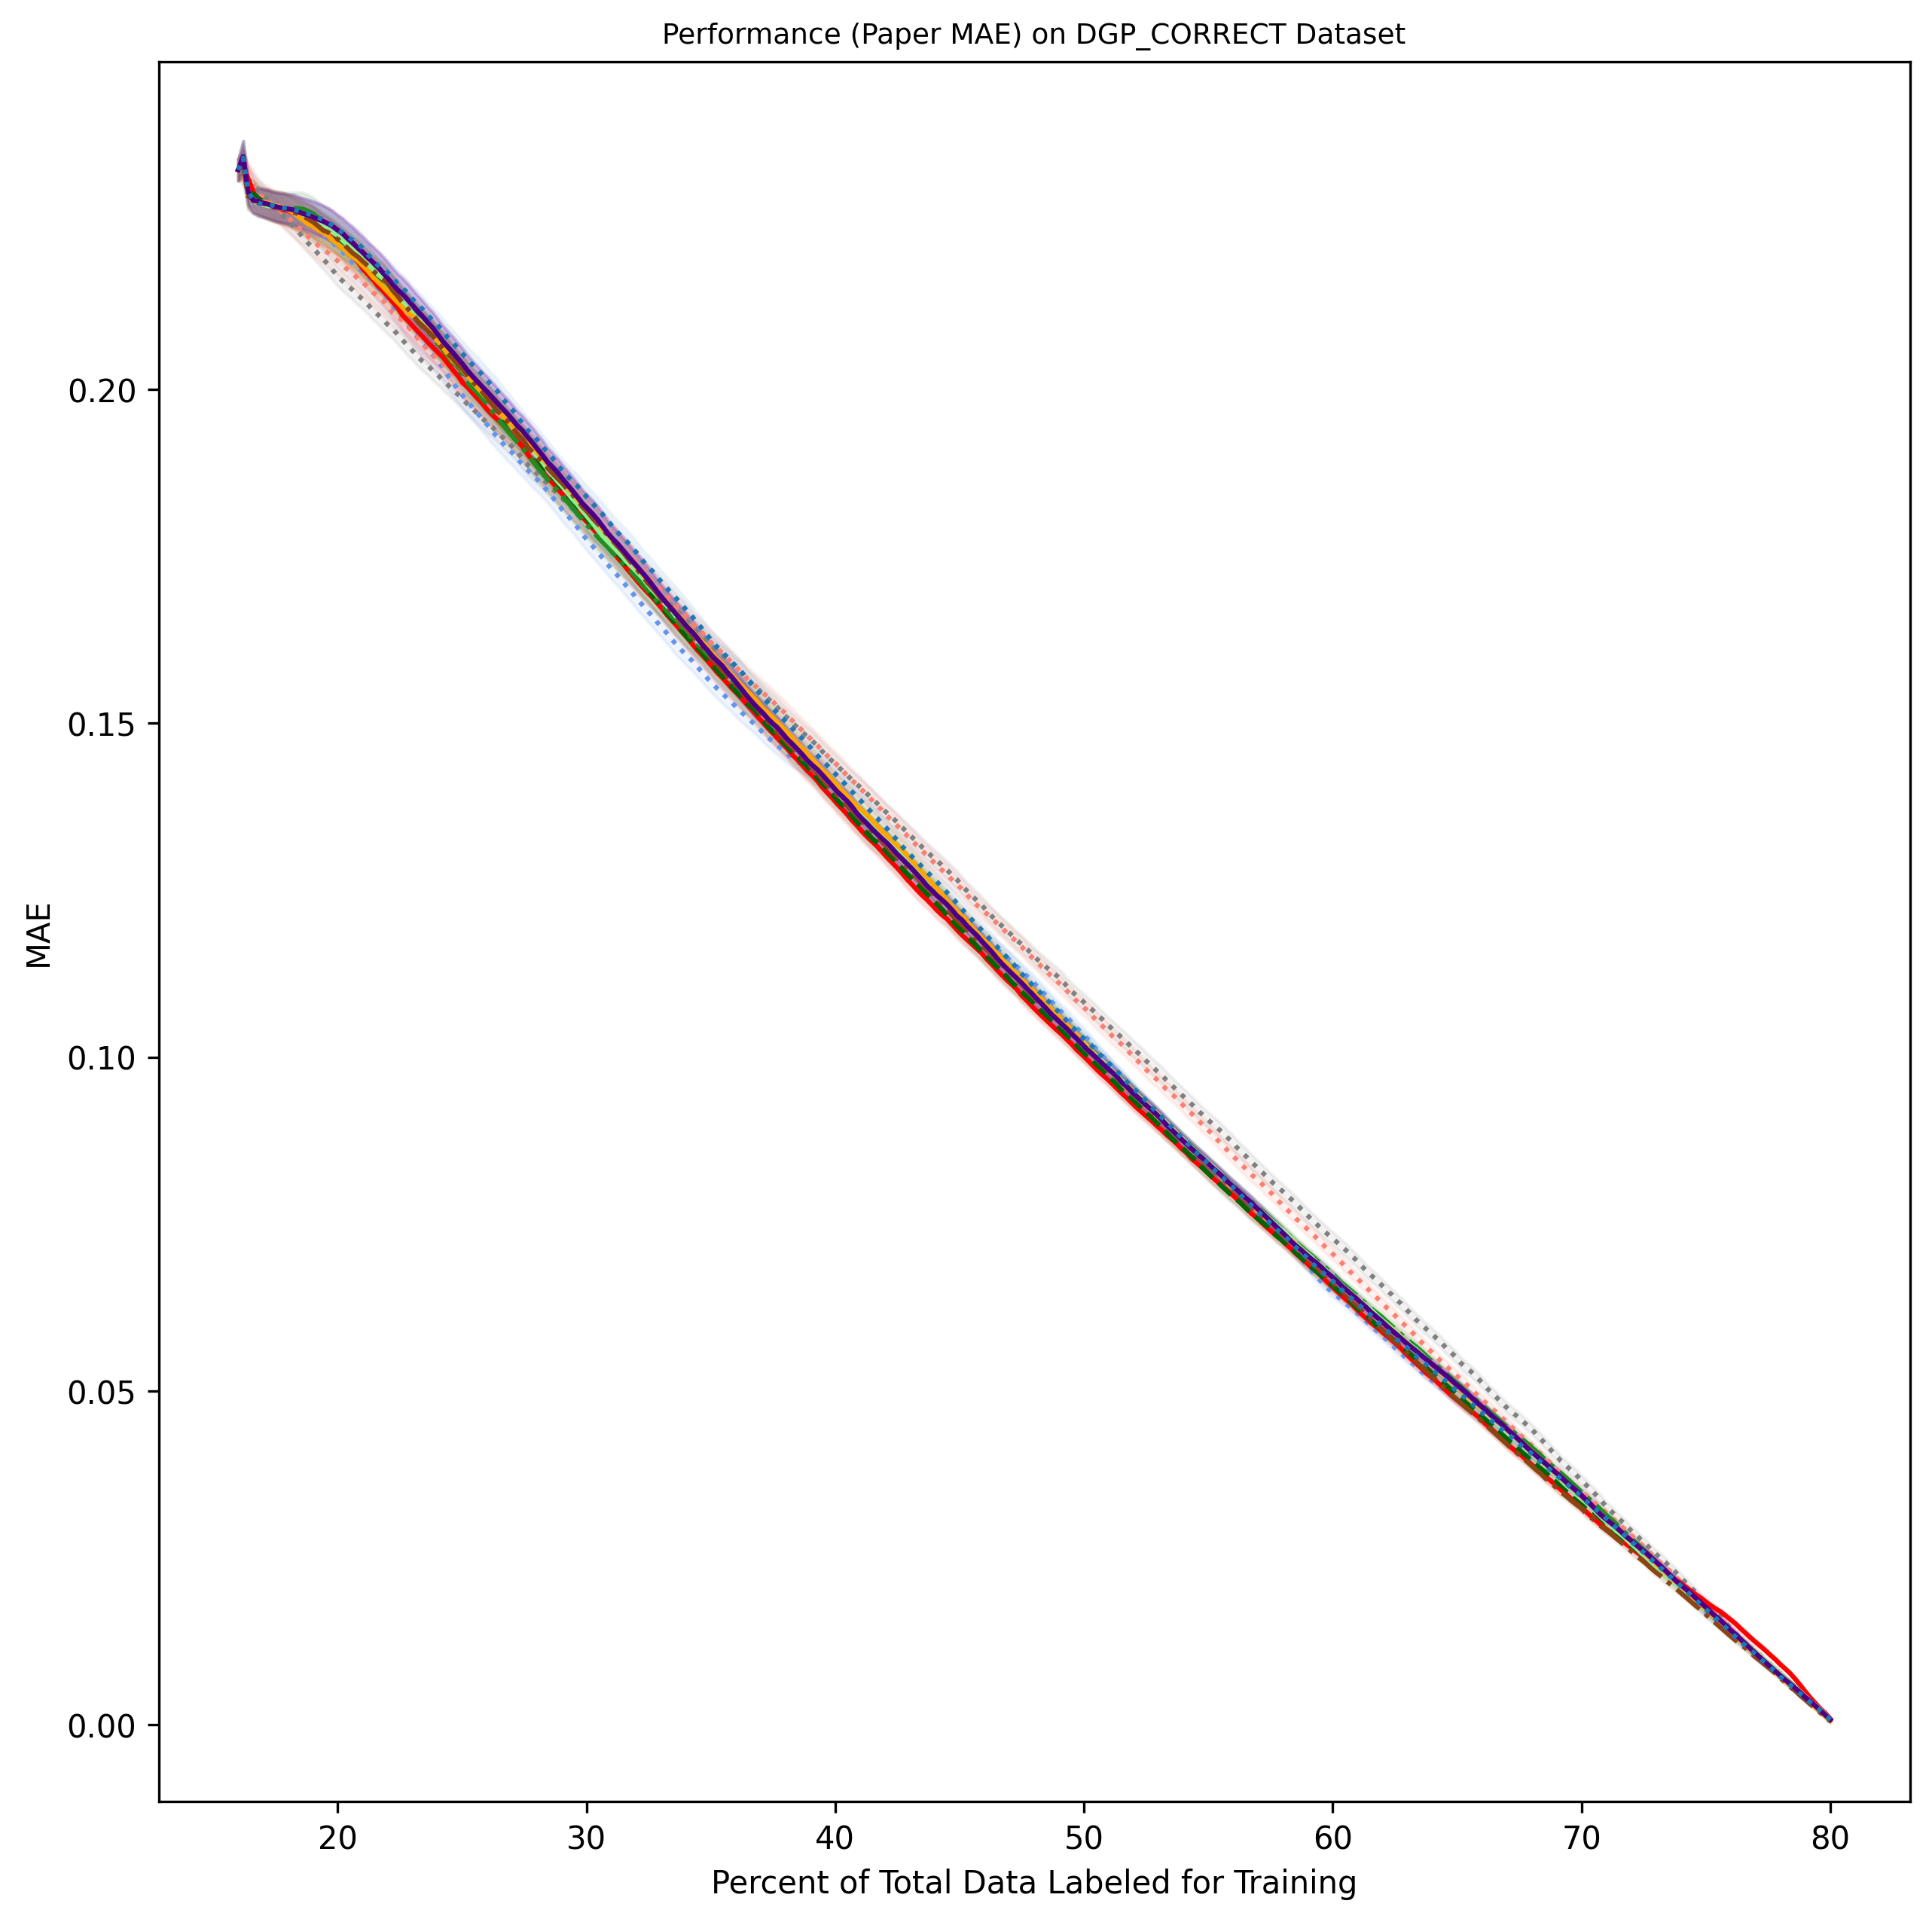 Performance (Paper MAE) on DGP_CORRECT Dataset
MAE
0.20
0.15
0.10
0.05
0.00
20 30 40 50 60 70 80
Percent of Total Data Labeled for Training